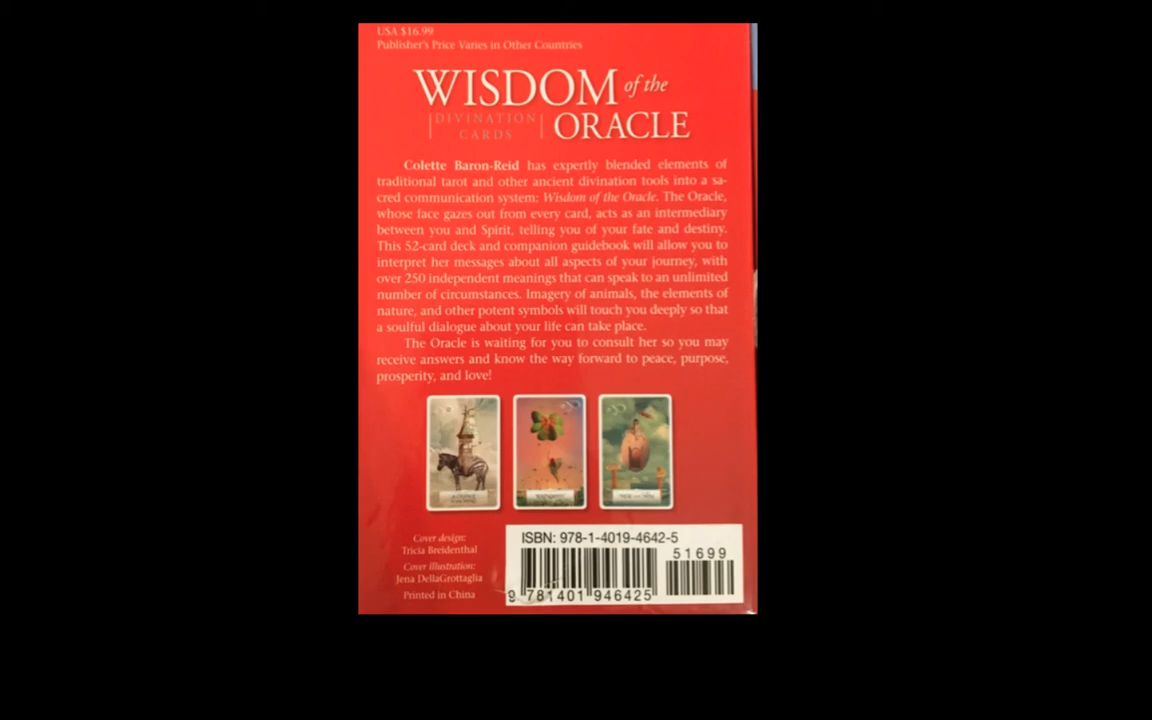 USA $16.99
Publisher's Price Varies in Other Countries
WISDOM of the
DIVINATION CARDS ORACLE
Colette Baron-Reid has expertly blended elements of
traditional tarot and other ancient divination tools into a sa-
cred communication system: Wisdom of the Oracle. The Oracle,
whose face gazes out from every card, acts as an intermediary
between you and Spirit, telling you of your fate and destiny.
This 52-card deck and companion guidebook will allow you to
interpret her messages about all aspects of your journey, with
over 250 independent meanings that can speak to an unlimited
number of circumstances. Imagery of animals, the elements of
nature, and other potent symbols will touch you deeply so that
a soulful dialogue about your life can take place.
The Oracle is waiting for you to consult her so you may
receive answers and know the way forward to peace, purpose,
prosperity, and love!
Cover design:
Tricia Breidenthal
Cover illustration:
Jena DellaGrottaglia
Printed in China
ISBN: 978-1-4019-4642-5
51699
9 781401 946425